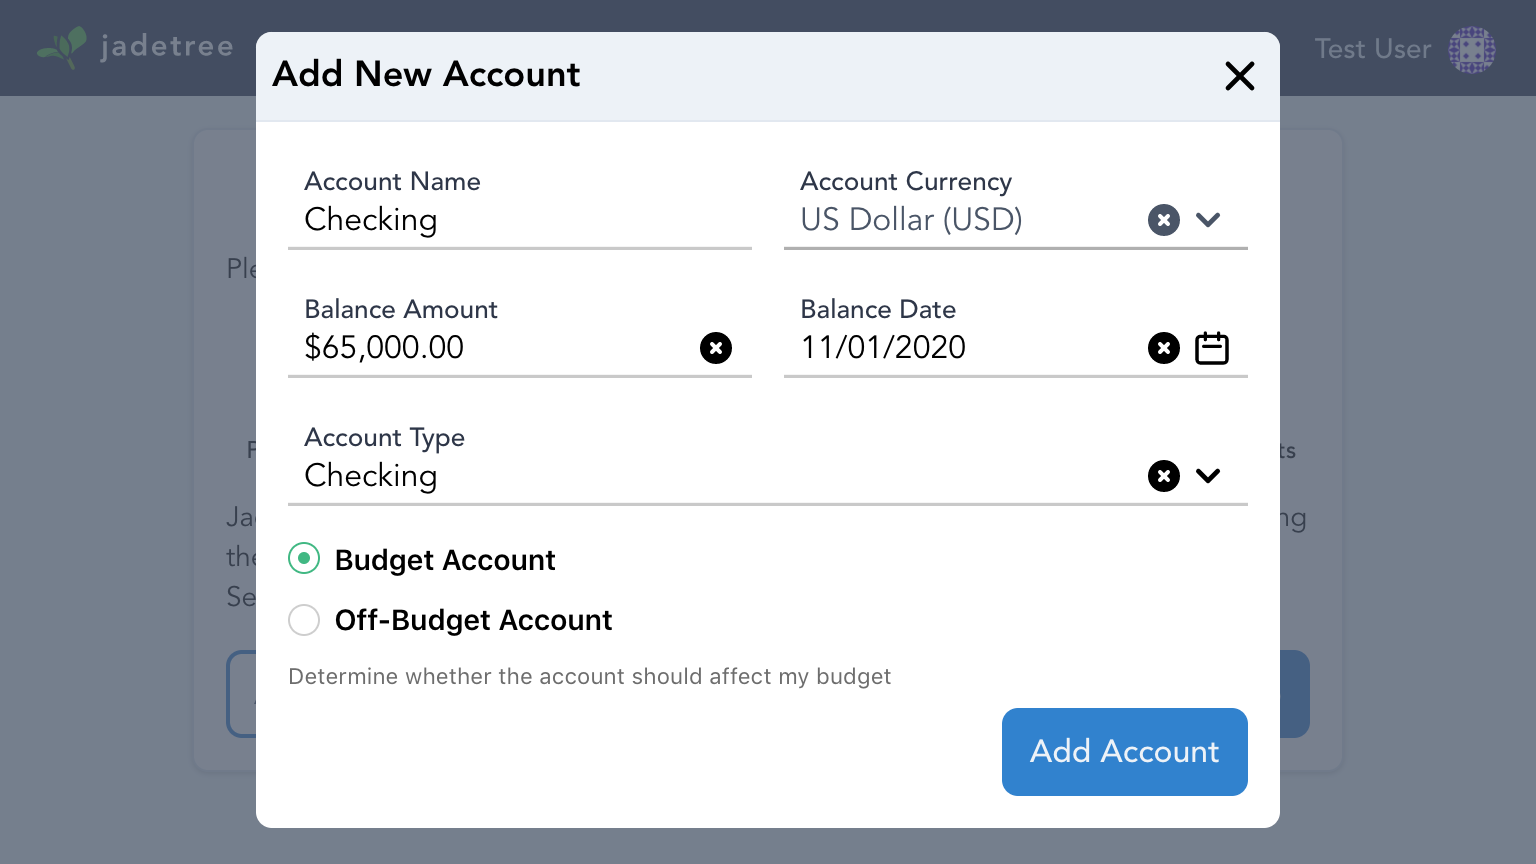 jadetree
Test User
Add New Account
Account Name
Checking
Account Currency
US Dollar (USD)
Balance Amount
$65,000.00
Balance Date
11/01/2020
Account Type
Checking
Budget Account
Off-Budget Account
Determine whether the account should affect my budget
Add Account